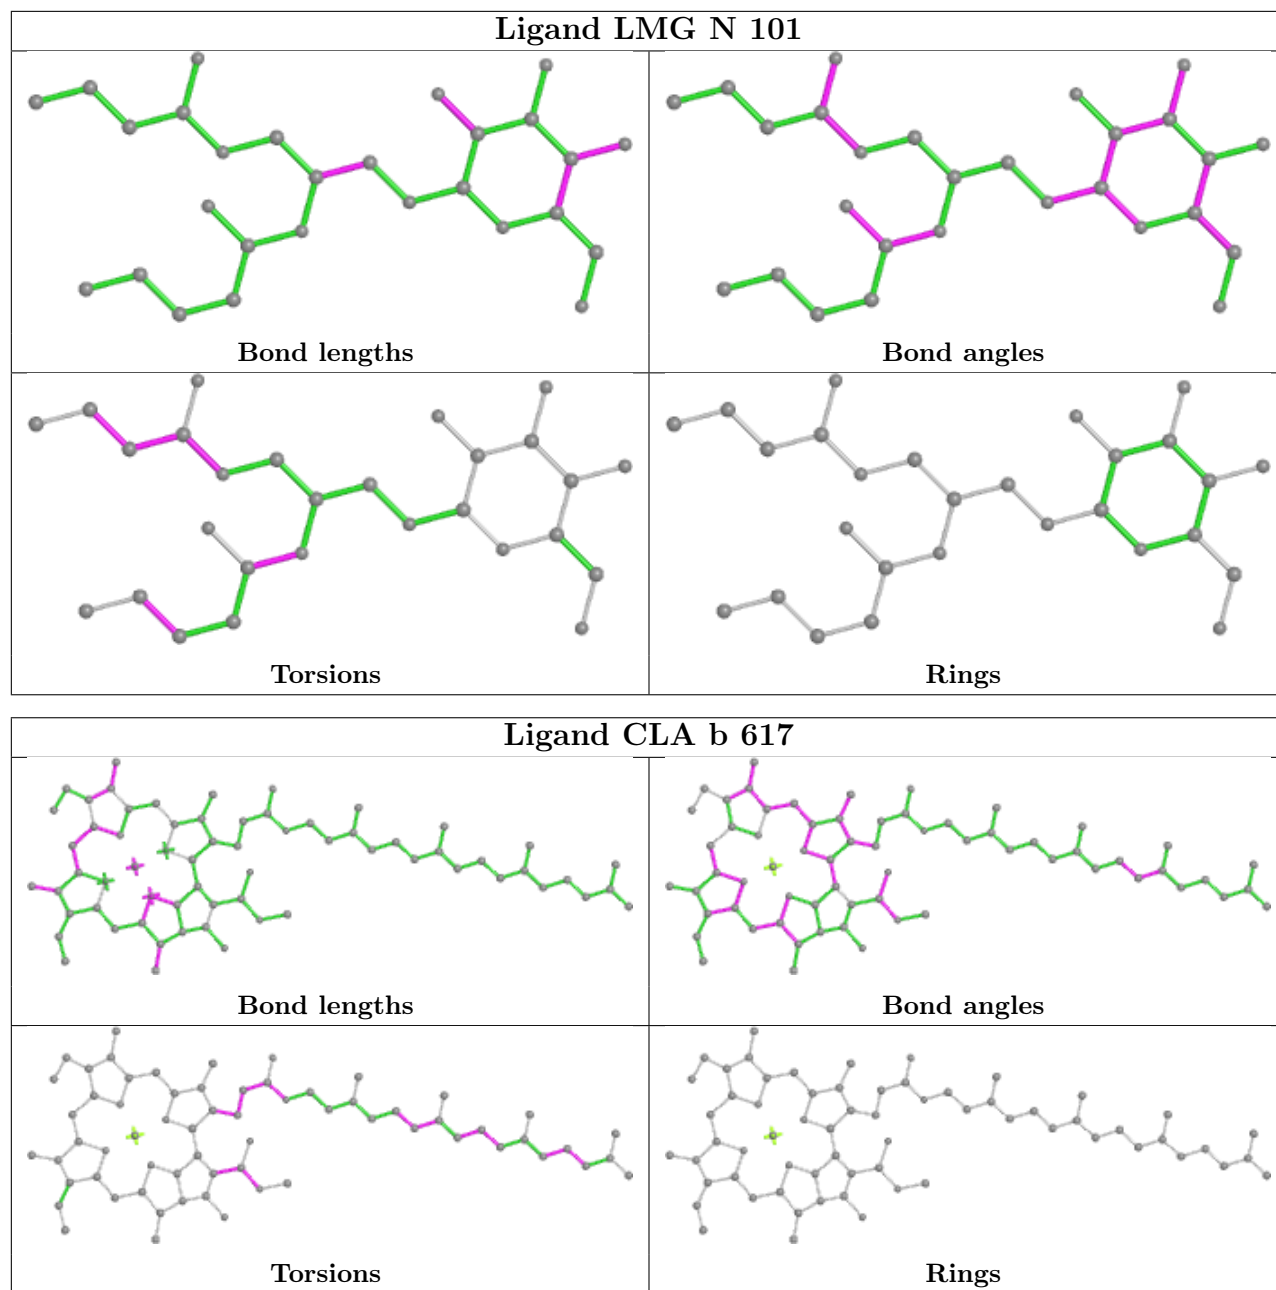 Ligand LMG N 101
Bond lengths
Bond angles
Torsions
Rings
Ligand CLA b 617
Bond lengths
Bond angles
Torsions
Rings